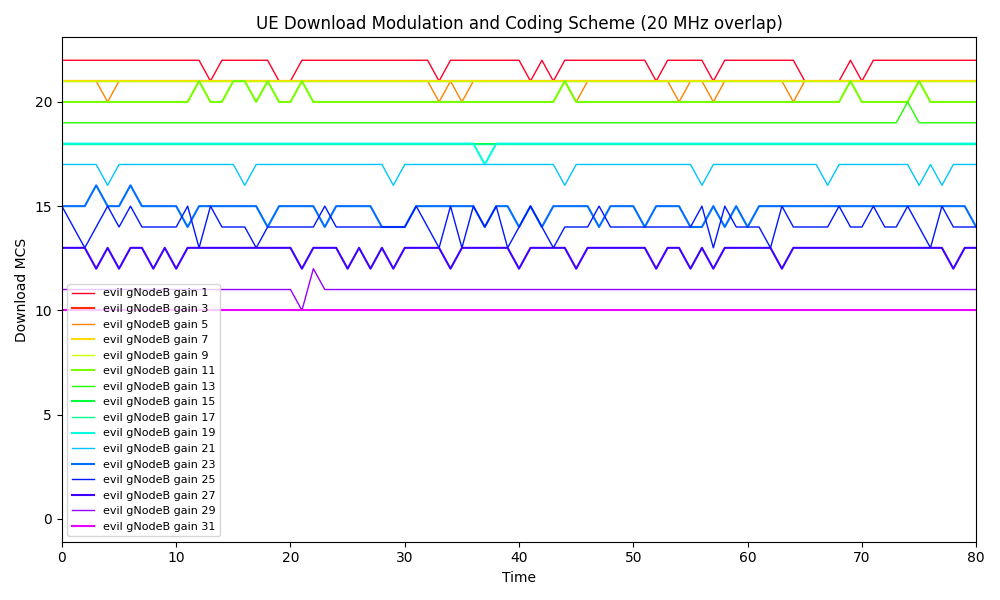 UE Download Modulation and Coding Scheme (20 MHz overlap)
Download MCS
20
15
10
5
0
evil gNodeB gain 1
evil gNodeB gain 3
evil gNodeB gain 5
evil gNodeB gain 7
evil gNodeB gain 9
evil gNodeB gain 11
evil gNodeB gain 13
evil gNodeB gain 15
evil gNodeB gain 17
evil gNodeB gain 19
evil gNodeB gain 21
evil gNodeB gain 23
evil gNodeB gain 25
evil gNodeB gain 27
evil gNodeB gain 29
evil gNodeB gain 31
0 10 20 30 40 50 60 70 80
Time